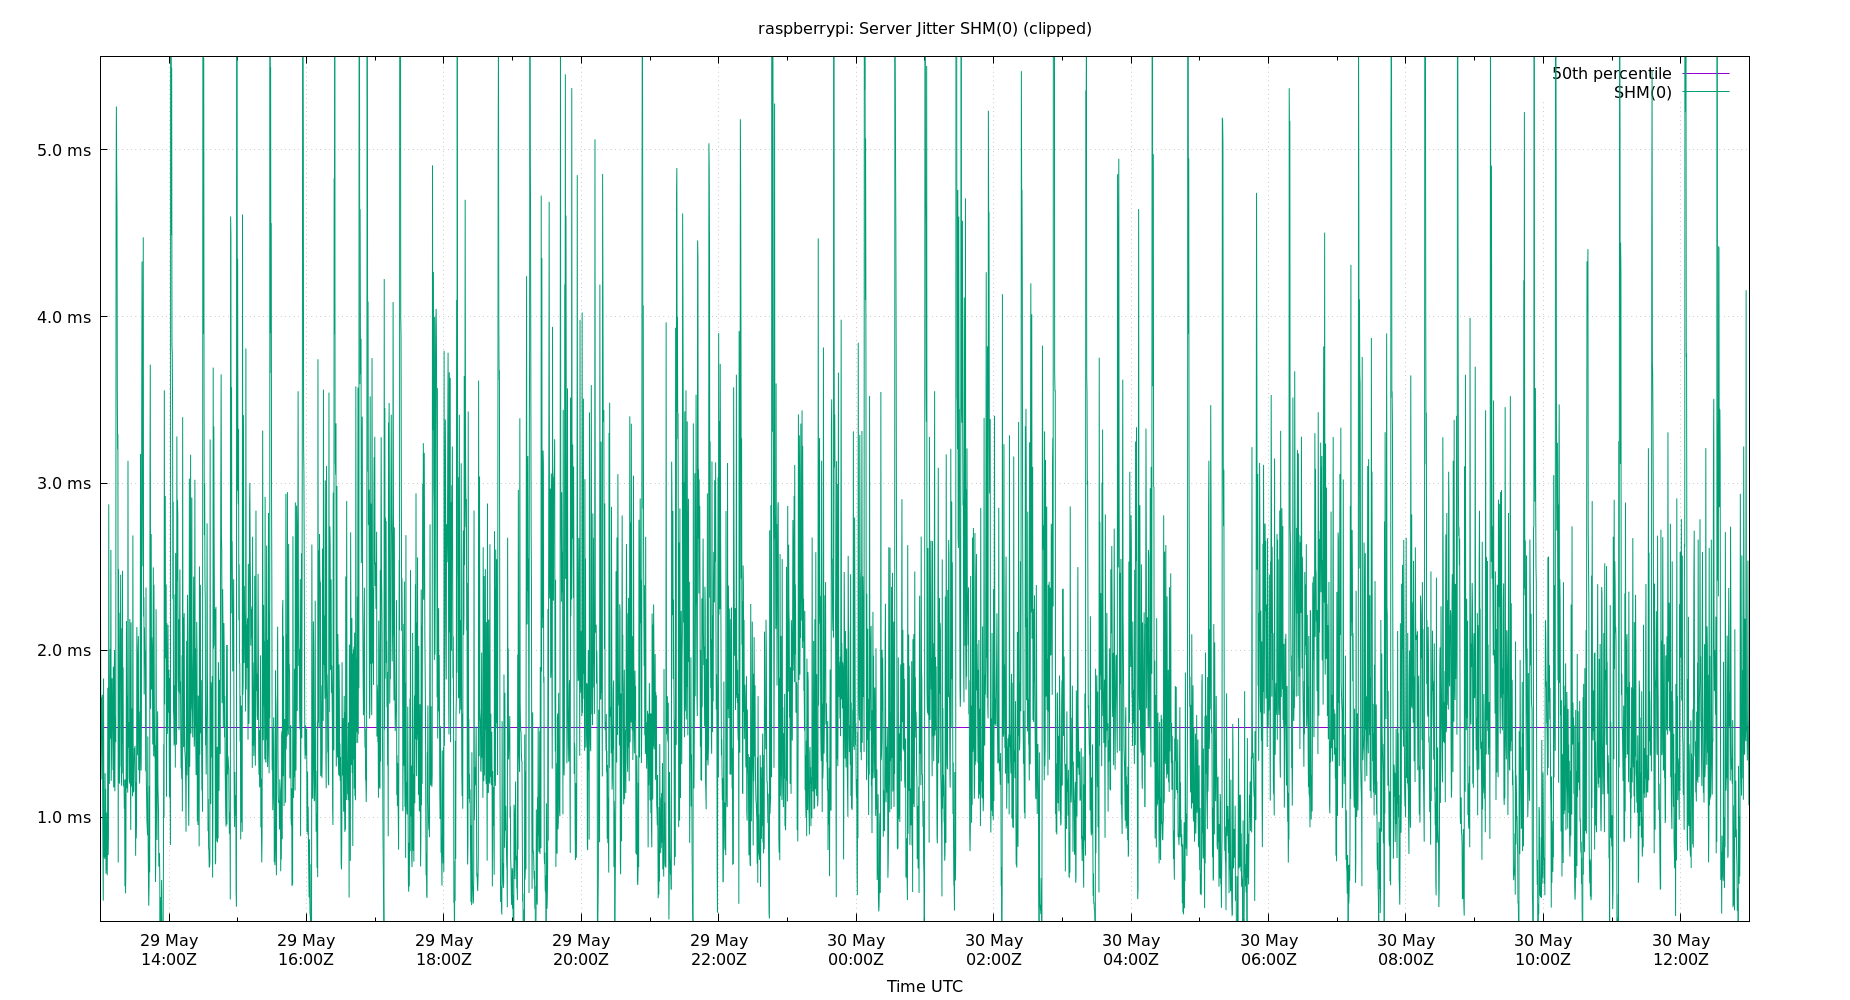 raspberrypi: Server Jitter SHM(0) (clipped)
50th percentile
SHM(0)
5.0 ms
4.0 ms
3.0 ms
2.0 ms
1.0 ms
29 May 29 May 29 May 29 May 29 May 30 May 30 May 30 May 30 May 30 May 30 May 30 May
14:00Z 16:00Z 18:00Z 20:00Z 22:00Z 00:00Z 02:00Z 04:00Z 06:00Z 08:00Z 10:00Z 12:00Z
Time UTC